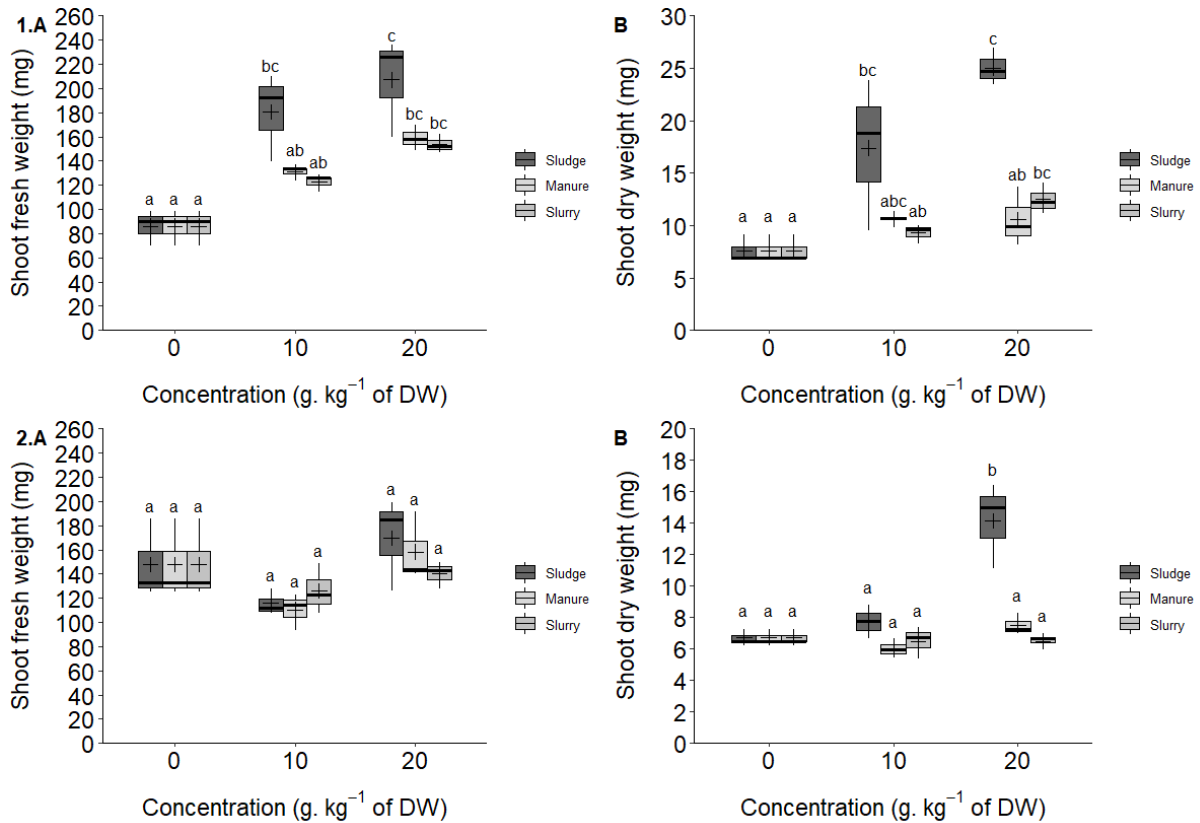 1.A
Shoot fresh weight (mg)
260
240
220
200
180
160
140
120
100
80
60
40
20
0
a a a
bc
ab ab
c
bc bc
0 10 20
Concentration (g. kg⁻¹ of DW)
Sludge
Manure
Slurry
B
Shoot dry weight (mg)
30
25
20
15
10
5
0
a a a
bc
abc ab
c
ab bc
0 10 20
Concentration (g. kg⁻¹ of DW)
Sludge
Manure
Slurry
2.A
Shoot fresh weight (mg)
260
240
220
200
180
160
140
120
100
80
60
40
20
0
a a a
a a a
a a a
0 10 20
Concentration (g. kg⁻¹ of DW)
Sludge
Manure
Slurry
B
Shoot dry weight (mg)
20
18
16
14
12
10
8
6
4
2
0
a a a
a a a
b a a
0 10 20
Concentration (g. kg⁻¹ of DW)
Sludge
Manure
Slurry